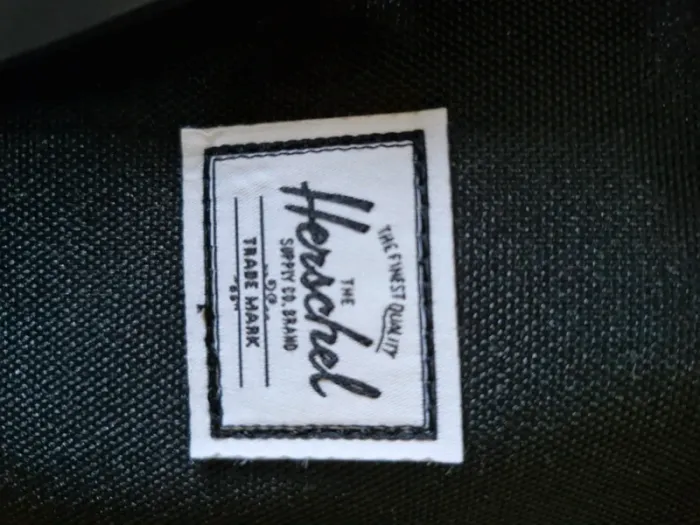 THE FINEST QUALITY
THE
Herschel
SUPPLY CO. BRAND
TRADE MARK